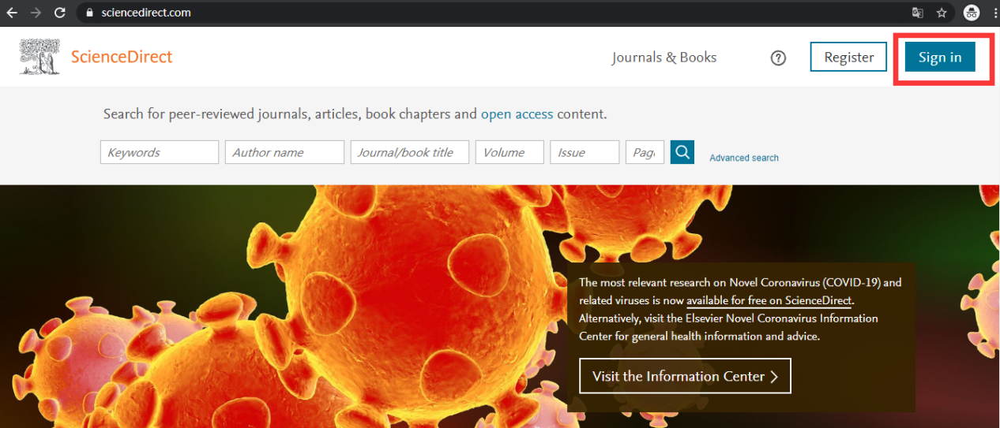 sciencedirect.com
ScienceDirect
Journals & Books
?
Register
Sign in
Search for peer-reviewed journals, articles, book chapters and open access content.
Keywords
Author name
Journal/book title
Volume
Issue
Page
Advanced search
The most relevant research on Novel Coronavirus (COVID-19) and
related viruses is now available for free on ScienceDirect.
Alternatively, visit the Elsevier Novel Coronavirus Information
Center for general health information and advice.
Visit the Information Center >